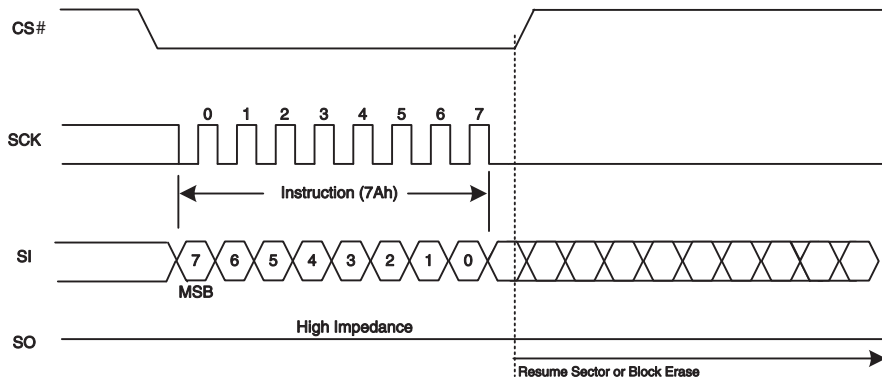 CS#
0 1 2 3 4 5 6 7
SCK
Instruction (7Ah)
SI
7 6 5 4 3 2 1 0
MSB
High Impedance
SO
Resume Sector or Block Erase